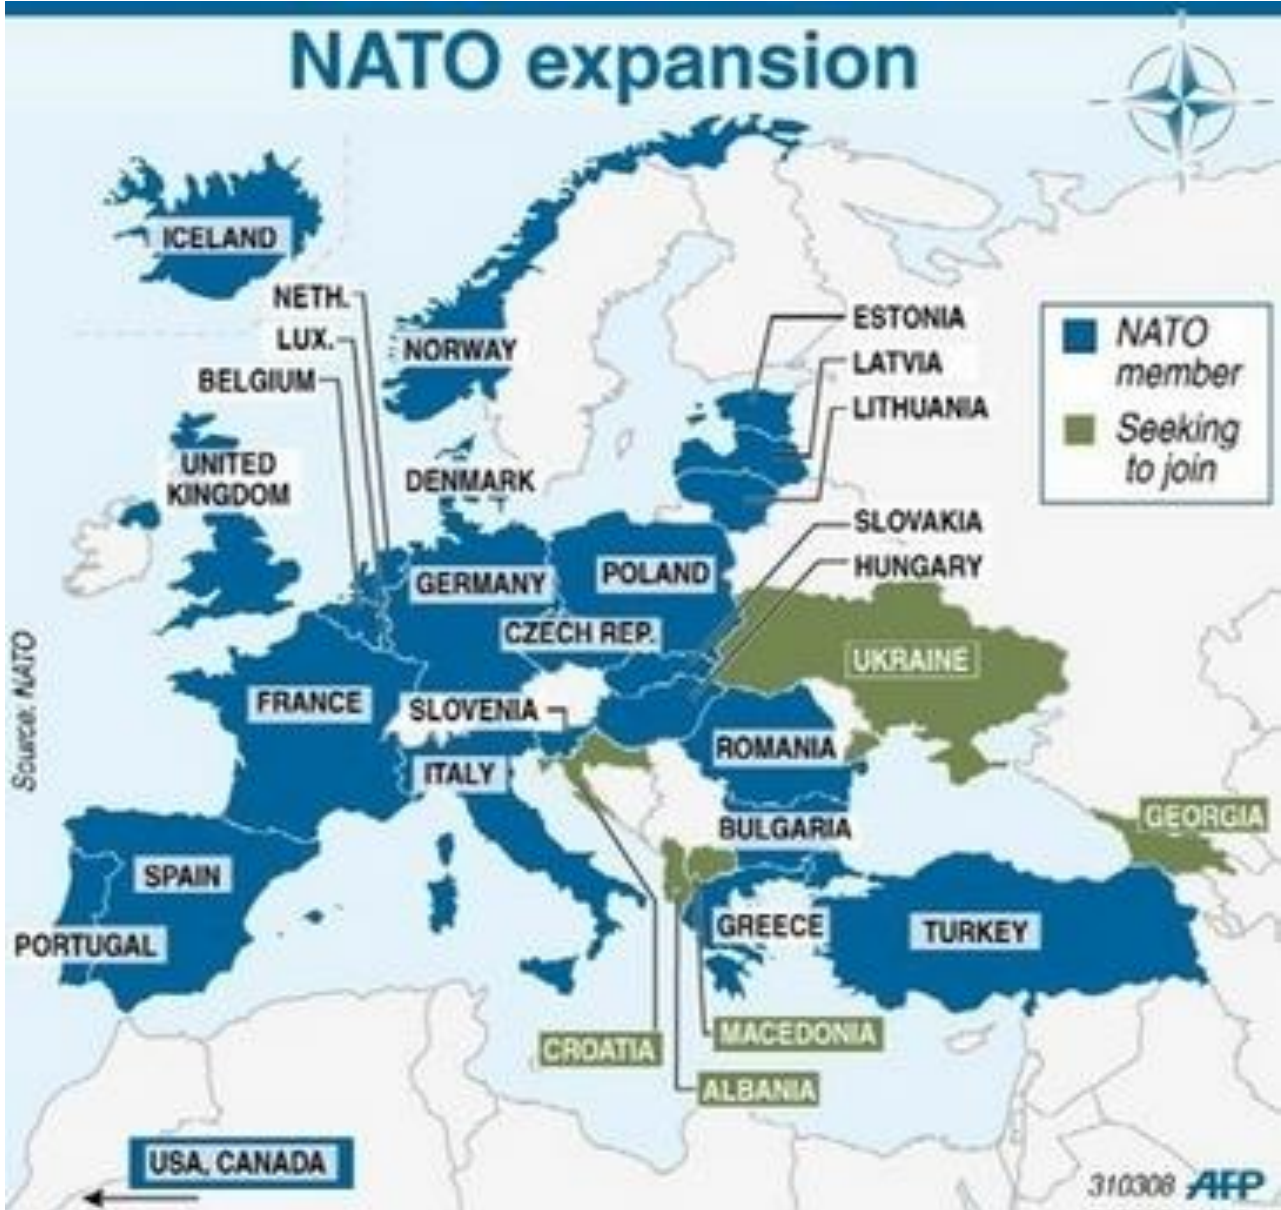 NATO expansion
ICELAND
NETH.
LUX.
BELGIUM
NORWAY
ESTONIA
LATVIA
LITHUANIA
NATO
member
Seeking
to join
UNITED
KINGDOM
DENMARK
SLOVAKIA
HUNGARY
GERMANY
POLAND
CZECH REP.
UKRAINE
Source: NATO
FRANCE
SLOVENIA
ROMANIA
ITALY
BULGARIA
GEORGIA
SPAIN
PORTUGAL
GREECE
TURKEY
CROATIA
MACEDONIA
ALBANIA
USA, CANADA
310308 AFP